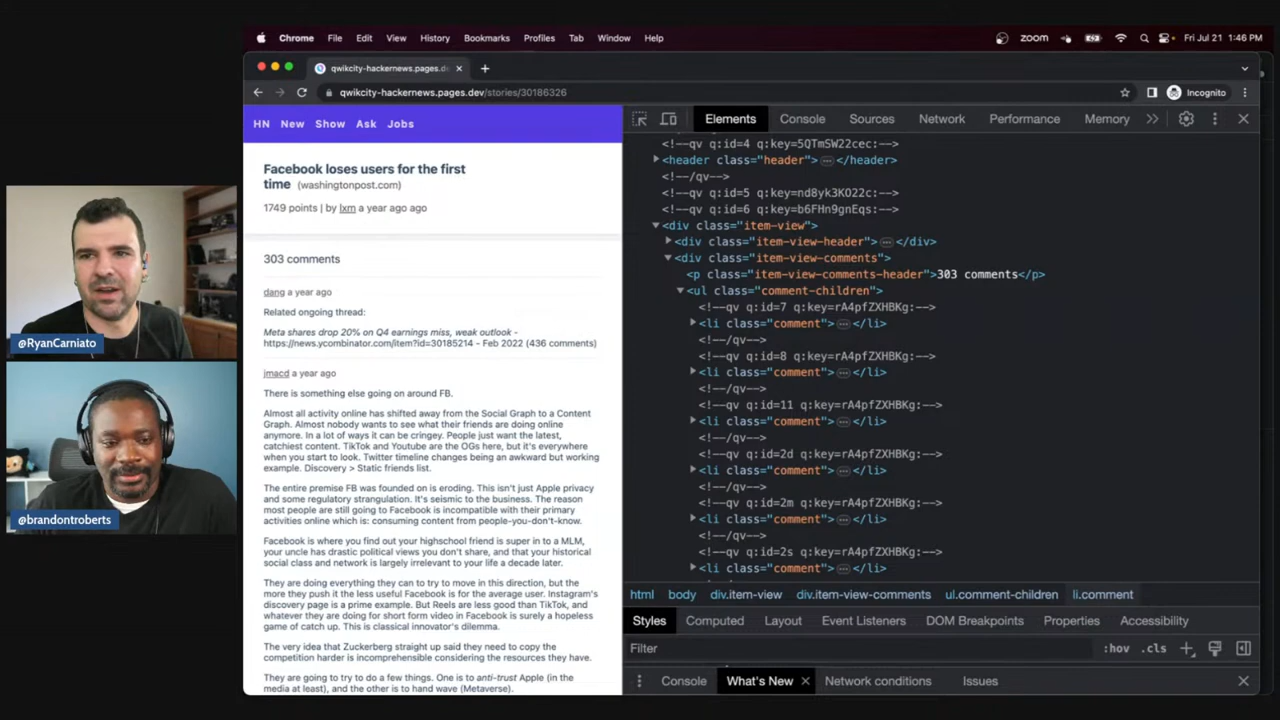 Chrome File Edit View History Bookmarks Profiles Tab Window Help
zoom
Fri Jul 21 1:46 PM
qwikcity-hackernews.pages.de
qwikcity-hackernews.pages.dev/stories/30186326
Incognito
HN New Show Ask Jobs
Facebook loses users for the first
time (washingtonpost.com)
1749 points | by lxm a year ago ago
303 comments
dang a year ago
Related ongoing thread:
Meta shares drop 20% on Q4 earnings miss, weak outlook -
https://news.ycombinator.com/item?id=30185214 - Feb 2022 (436 comments)
jmacd a year ago
There is something else going on around FB.
Almost all activity online has shifted away from the Social Graph to a Content
Graph. Almost nobody wants to see what their friends are doing online
anymore. In a lot of ways it can be cringey. People just want the latest,
catchiest content. TikTok and Youtube are the OGs here, but it's everywhere
when you start to look. Twitter timeline changes being an awkward but working
example. Discovery > Static friends list.
The entire premise FB was founded on is eroding. This isn't just Apple privacy
and some regulatory strangulation. It's seismic to the business. The reason
most people are still going to Facebook is incompatible with their primary
activities online which is: consuming content from people-you-don't-know.
Facebook is where you find out your highschool friend is super in to a MLM,
your uncle has drastic political views you don't share, and that your historical
social class and network is largely irrelevant to your life a decade later.
They are doing everything they can to try to move in this direction, but the
more they push it the less useful Facebook is for the average user. Instagram's
discovery page is a prime example. But Reels are less good than TikTok, and
whatever they are doing for short form video in Facebook is surely a hopeless
game of catch up. This is classical innovator's dilemma.
The very idea that Zuckerberg straight up said they need to copy the
competition harder is incomprehensible considering the resources they have.
They are going to try to do a few things. One is to anti-trust Apple (in the
media at least), and the other is to hand wave (Metaverse).
Elements Console Sources Network Performance Memory
<!--qv q:id=4 q:key=5QTmSW22cec:-->
<header class="header"> … </header>
<!--/qv-->
<!--qv q:id=5 q:key=nd8yk3KO22c:-->
<!--qv q:id=6 q:key=b6FHn9gnEqs:-->
<div class="item-view">
<div class="item-view-header"> … </div>
<div class="item-view-comments">
<p class="item-view-comments-header">303 comments</p>
<ul class="comment-children">
<!--qv q:id=7 q:key=rA4pfZXHBKg:-->
<li class="comment"> … </li>
<!--/qv-->
<!--qv q:id=8 q:key=rA4pfZXHBKg:-->
<li class="comment"> … </li>
<!--/qv-->
<!--qv q:id=11 q:key=rA4pfZXHBKg:-->
<li class="comment"> … </li>
<!--/qv-->
<!--qv q:id=2d q:key=rA4pfZXHBKg:-->
<li class="comment"> … </li>
<!--/qv-->
<!--qv q:id=2m q:key=rA4pfZXHBKg:-->
<li class="comment"> … </li>
<!--/qv-->
<!--qv q:id=2s q:key=rA4pfZXHBKg:-->
<li class="comment"> … </li>
html body div.item-view div.item-view-comments ul.comment-children li.comment
Styles Computed Layout Event Listeners DOM Breakpoints Properties Accessibility
Filter
:hov .cls
Console What's New Network conditions Issues
@RyanCarniato
@brandontroberts